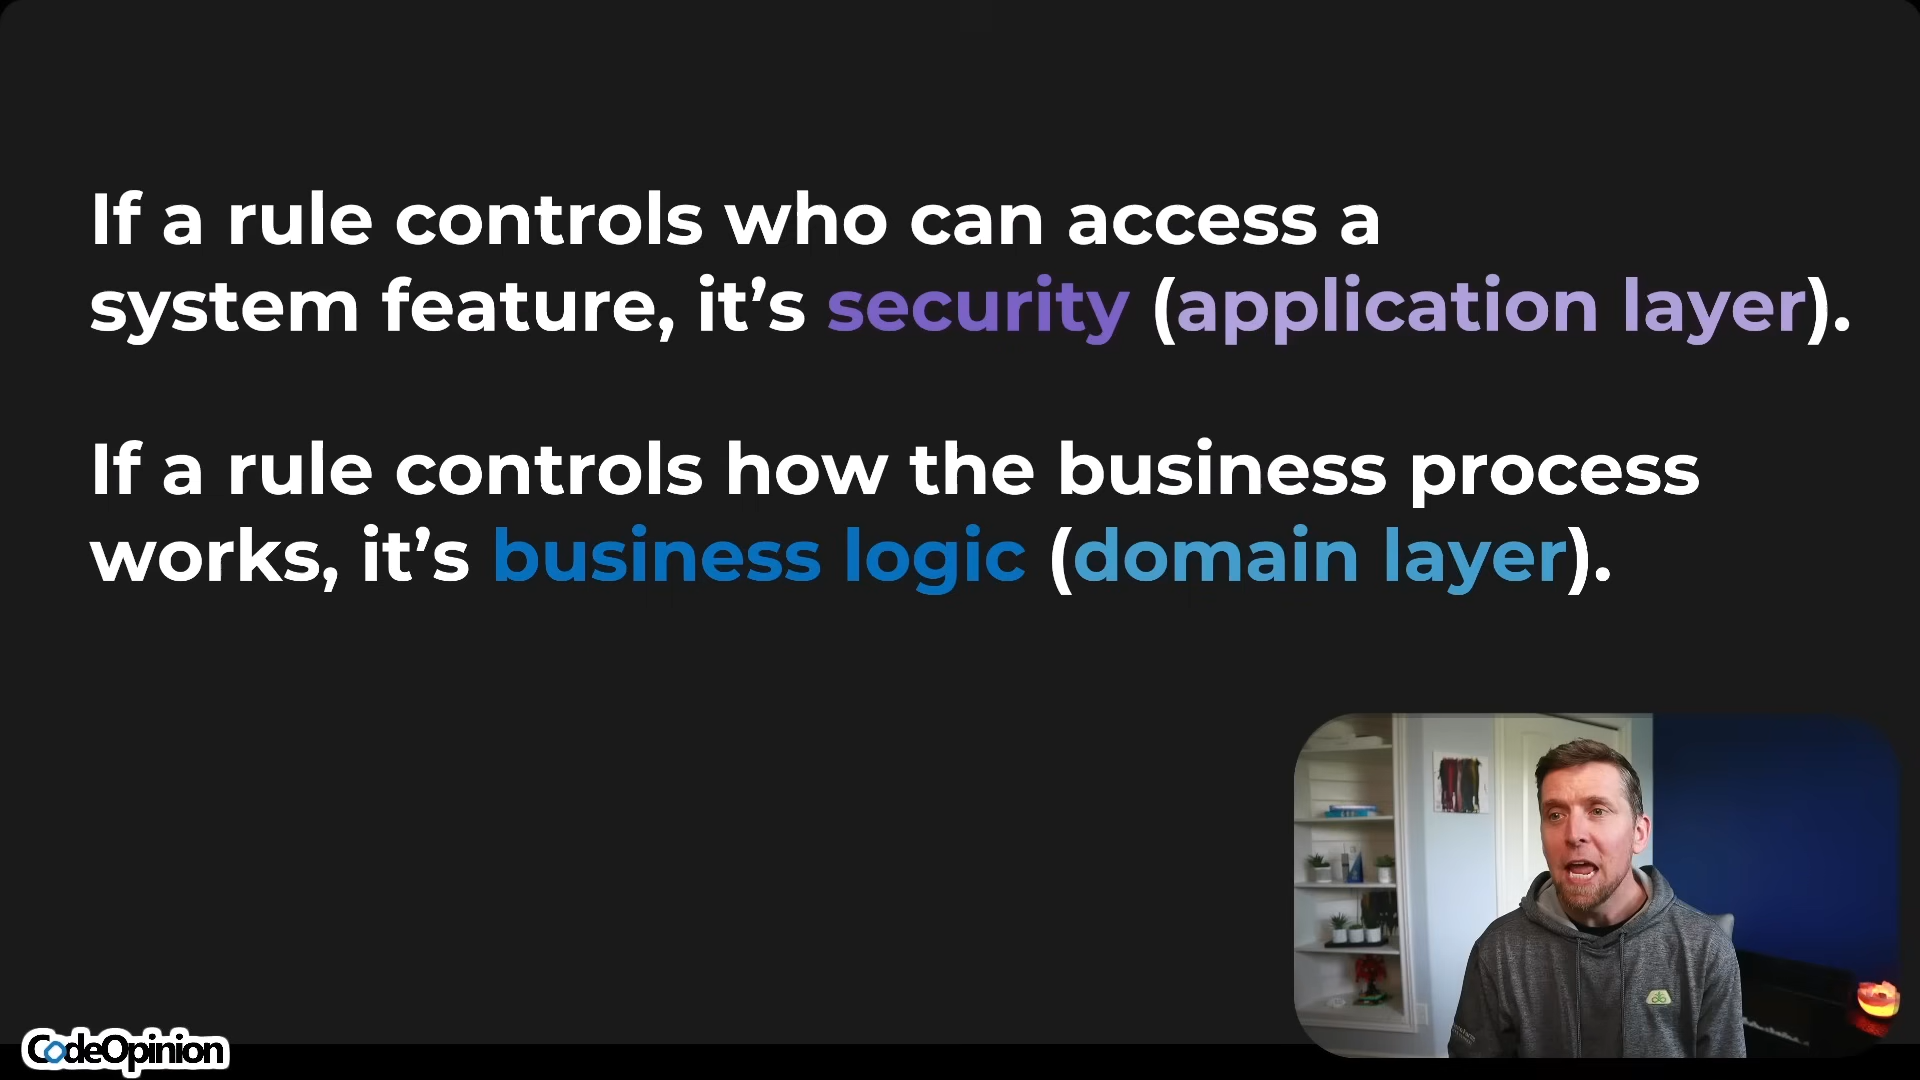 If a rule controls who can access a
system feature, it’s security (application layer).
If a rule controls how the business process
works, it’s business logic (domain layer).
CodeOpinion